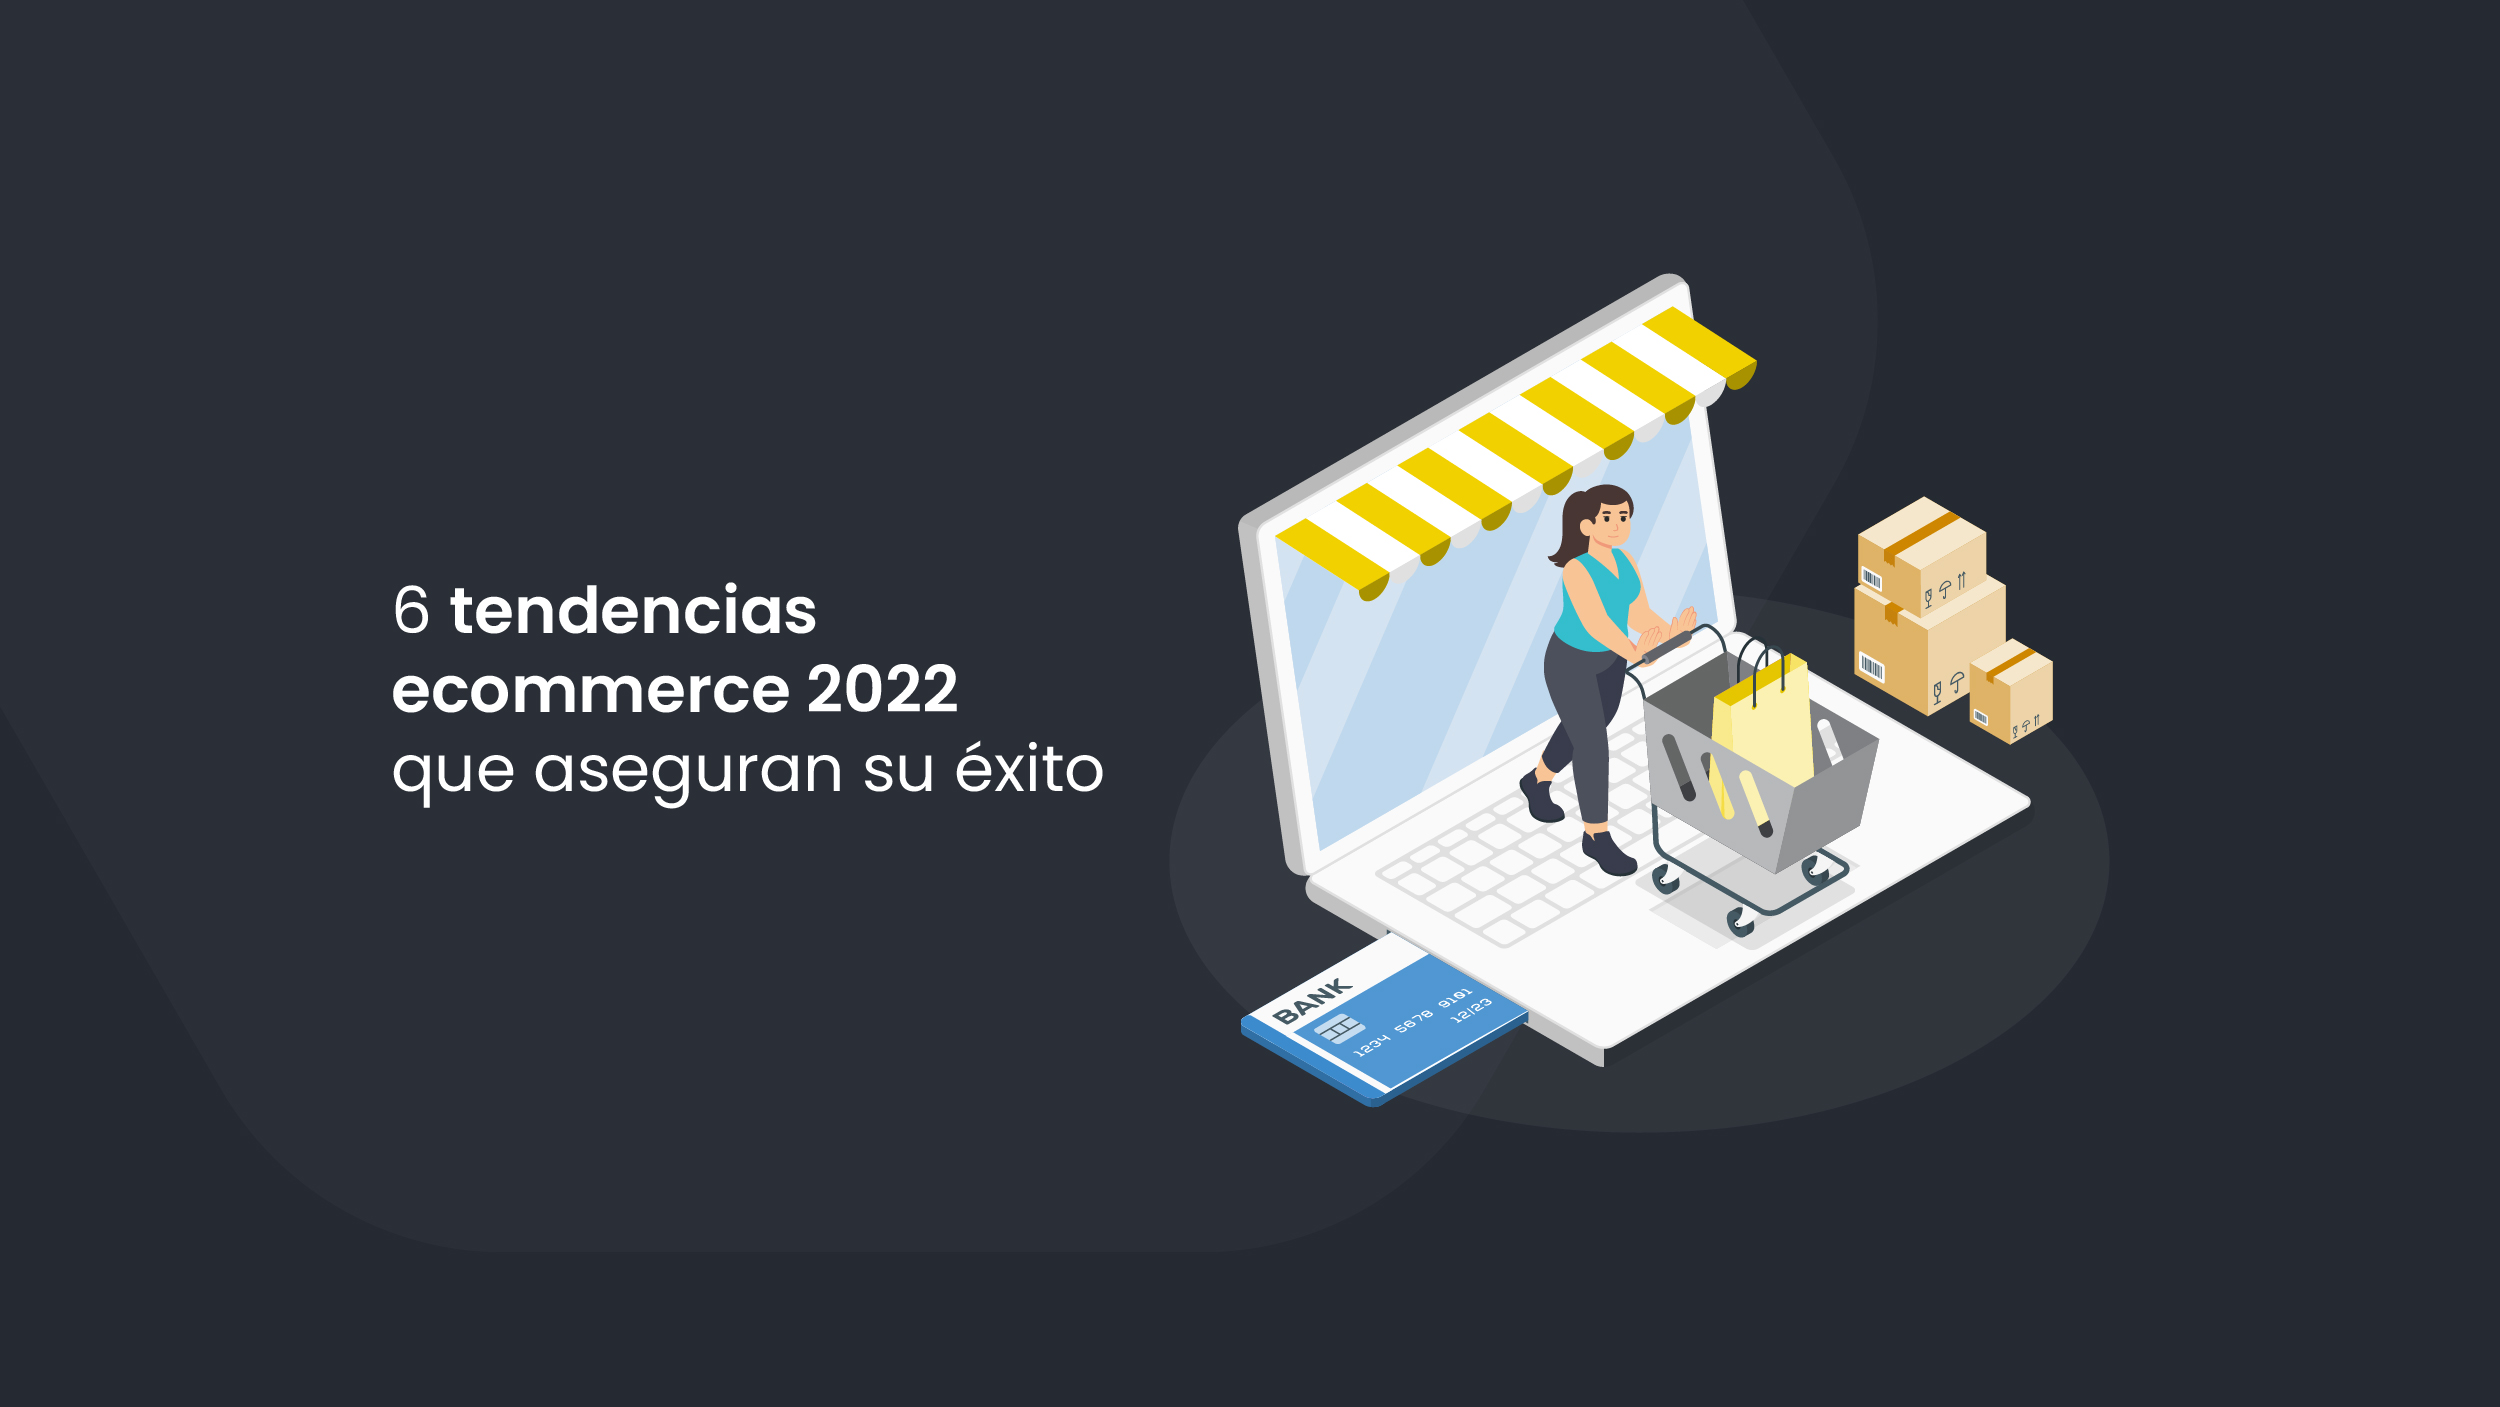 6 tendencias
ecommerce 2022
que aseguran su éxito
BANK
1234 5678 9101
12|23